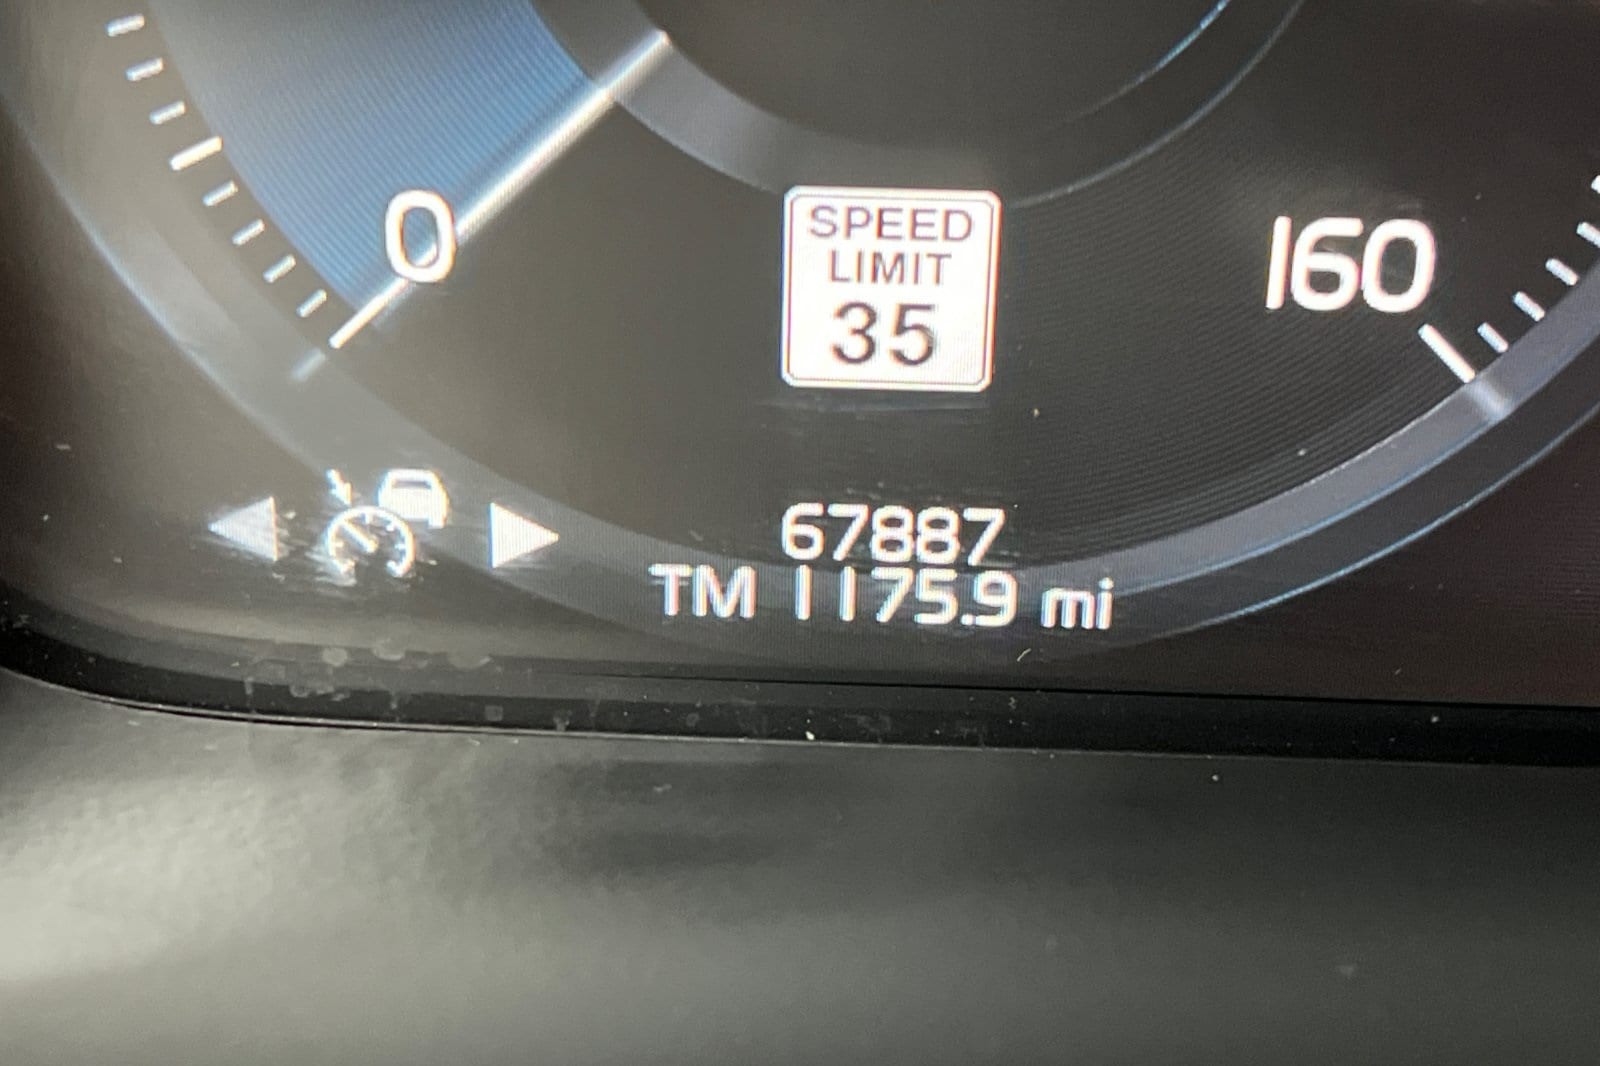 0
160
SPEED
LIMIT
35
67887
TM 1175.9 mi